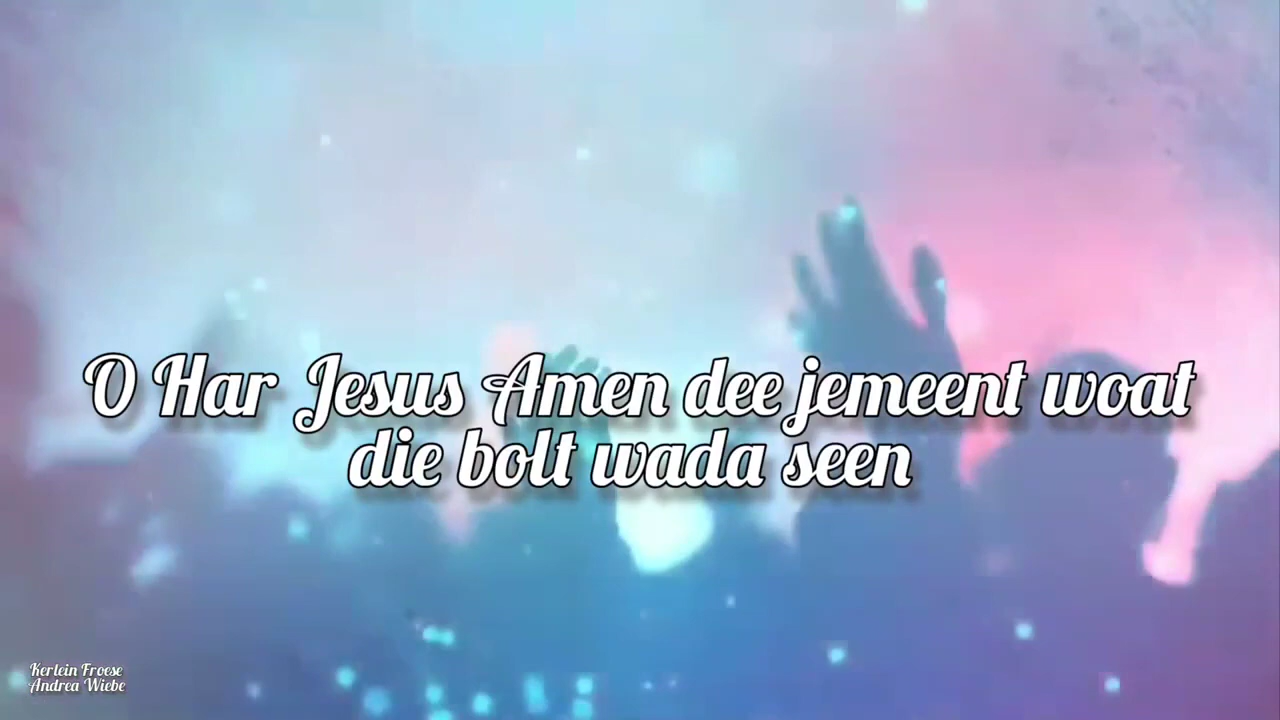 O Har Jesus Amen dee jemeent woat
die bolt wada seen
Kerlein Froese
Andrea Wiebe